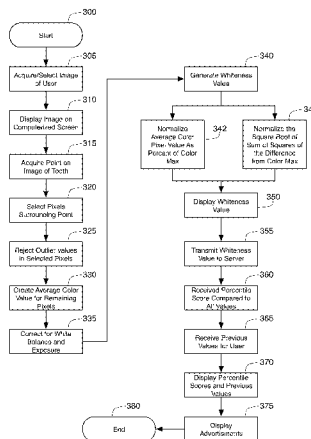 300
Start
305
Acquire/Select Image
of User
310
Display Image on
Computerized Screen
315
Acquire Point on
Image of Tooth
320
Select Pixels
Surrounding Point
325
Reject Outlier values
in Selected Pixels
330
Create Average Color
Value for Remaining
Pixels
335
Correct for White
Balance and
Exposure
340
Generate Whiteness
Value
342
Normalize
Average Color
Pixel Value As
Percent of Color
Max
Normalize the
Square Root of
Sum of Squares of
the Difference
from Color Max
350
Display Whiteness
Value
355
Transmit Whiteness
Value to Server
360
Received Percentile
Score Compared to
All Values
365
Receive Previous
Values for User
370
Display Percentile
Scores and Previous
Values
375
Display
Advertisements
380
End